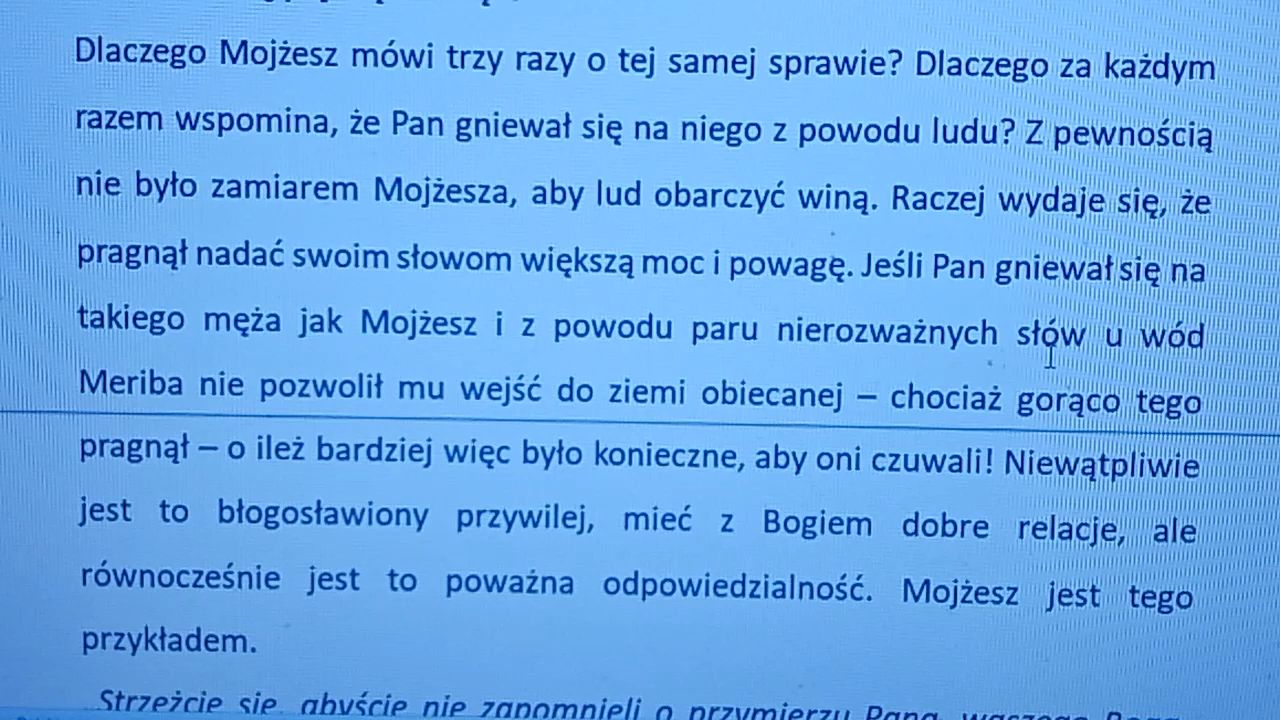 Dlaczego Mojżesz mówi trzy razy o tej samej sprawie? Dlaczego za każdym
razem wspomina, że Pan gniewał się na niego z powodu ludu? Z pewnością
nie było zamiarem Mojżesza, aby lud obarczyć winą. Raczej wydaje się, że
pragnął nadać swoim słowom większą moc i powagę. Jeśli Pan gniewał się na
takiego męża jak Mojżesz i z powodu paru nierozważnych słów u wód
Meriba nie pozwolił mu wejść do ziemi obiecanej – chociaż gorąco tego
pragnął – o ileż bardziej więc było konieczne, aby oni czuwali! Niewątpliwie
jest to błogosławiony przywilej, mieć z Bogiem dobre relacje, ale
równocześnie jest to poważna odpowiedzialność. Mojżesz jest tego
przykładem.
Strzeżcie się, abyście nie zapomnieli o przymierzu Pana, waszego Boga